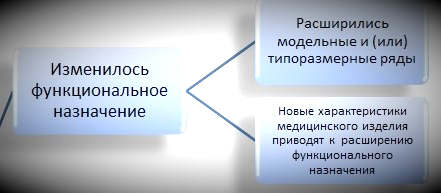 Изменилось
функциональное
назначение
Расширились
модельные и (или)
типоразмерные ряды
Новые характеристики
медицинского изделия
приводят к расширению
функционального
назначения